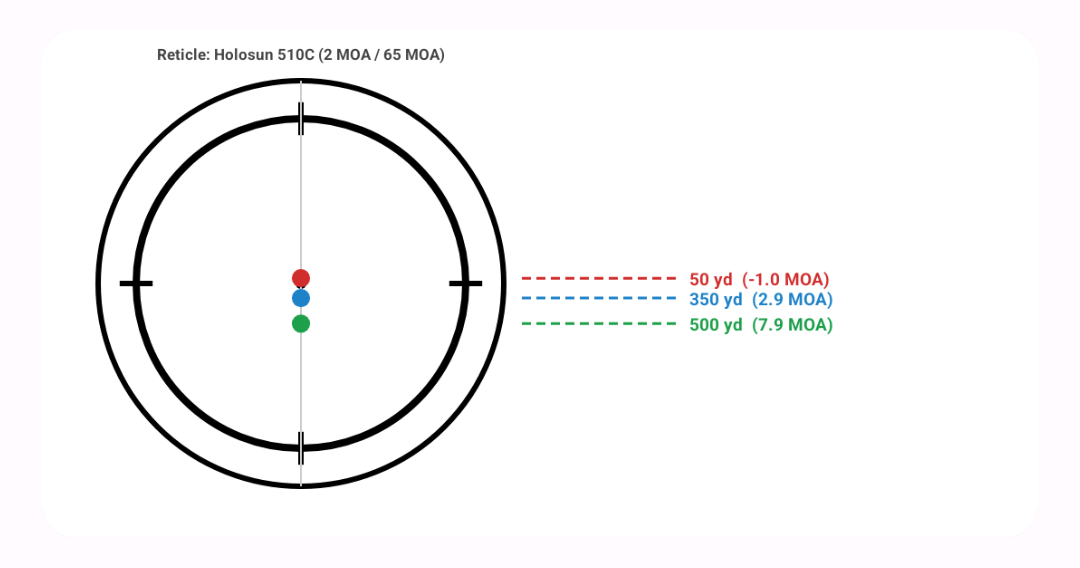 Reticle: Holosun 510C (2 MOA / 65 MOA)
50 yd (-1.0 MOA)
350 yd (2.9 MOA)
500 yd (7.9 MOA)